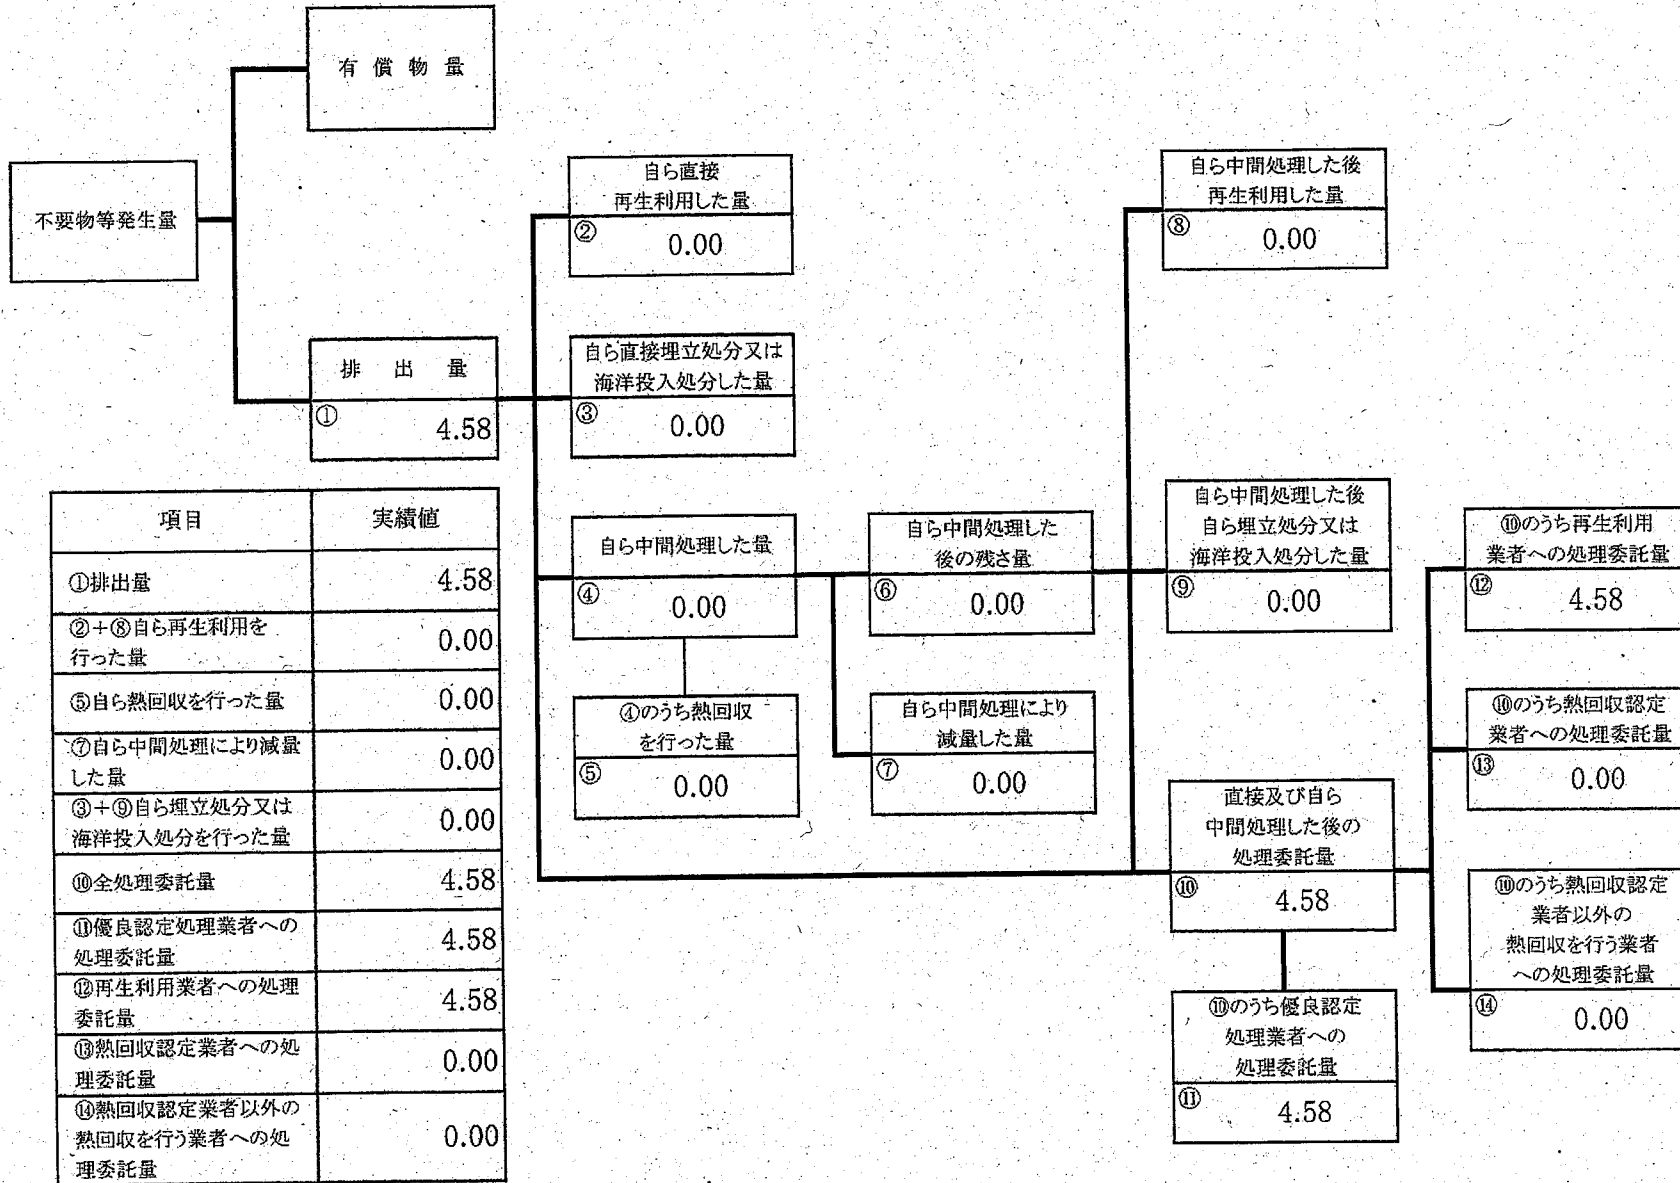 有償物量
不要物等発生量
排出量
① 4.58
自ら直接
再生利用した量
② 0.00
自ら直接埋立処分又は
海洋投入処分した量
③ 0.00
自ら中間処理した量
④ 0.00
④のうち熱回収
を行った量
⑤ 0.00
自ら中間処理した
後の残さ量
⑥ 0.00
自ら中間処理により
減量した量
⑦ 0.00
自ら中間処理した後
再生利用した量
⑧ 0.00
自ら中間処理した後
自ら埋立処分又は
海洋投入処分した量
⑨ 0.00
直接及び自ら
中間処理した後の
処理委託量
⑩ 4.58
⑩のうち優良認定
処理業者への
処理委託量
⑪ 4.58
⑩のうち再生利用
業者への処理委託量
⑫ 4.58
⑩のうち熱回収認定
業者への処理委託量
⑬ 0.00
⑩のうち熱回収認定
業者以外の
熱回収を行う業者
への処理委託量
⑭ 0.00
項目 実績値
①排出量 4.58
②+⑧自ら再生利用を
行った量 0.00
⑤自ら熱回収を行った量 0.00
⑦自ら中間処理により減量
した量 0.00
③+⑨自ら埋立処分又は
海洋投入処分を行った量 0.00
⑩全処理委託量 4.58
⑪優良認定処理業者への
処理委託量 4.58
⑫再生利用業者への処理
委託量 4.58
⑬熱回収認定業者への処
理委託量 0.00
⑭熱回収認定業者以外の
熱回収を行う業者への処
理委託量 0.00